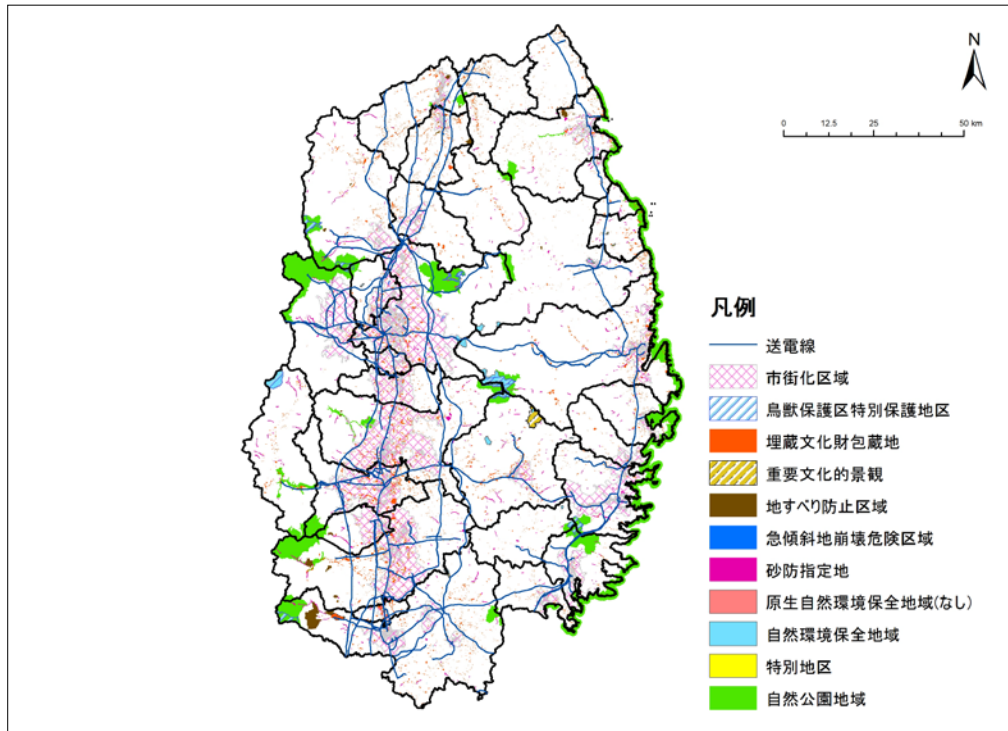 N
0 12.5 25 50 km
凡例
送電線
市街化区域
鳥獣保護区特別保護地区
埋蔵文化財包蔵地
重要文化的景観
地すべり防止区域
急傾斜地崩壊危険区域
砂防指定地
原生自然環境保全地域(なし)
自然環境保全地域
特別地区
自然公園地域